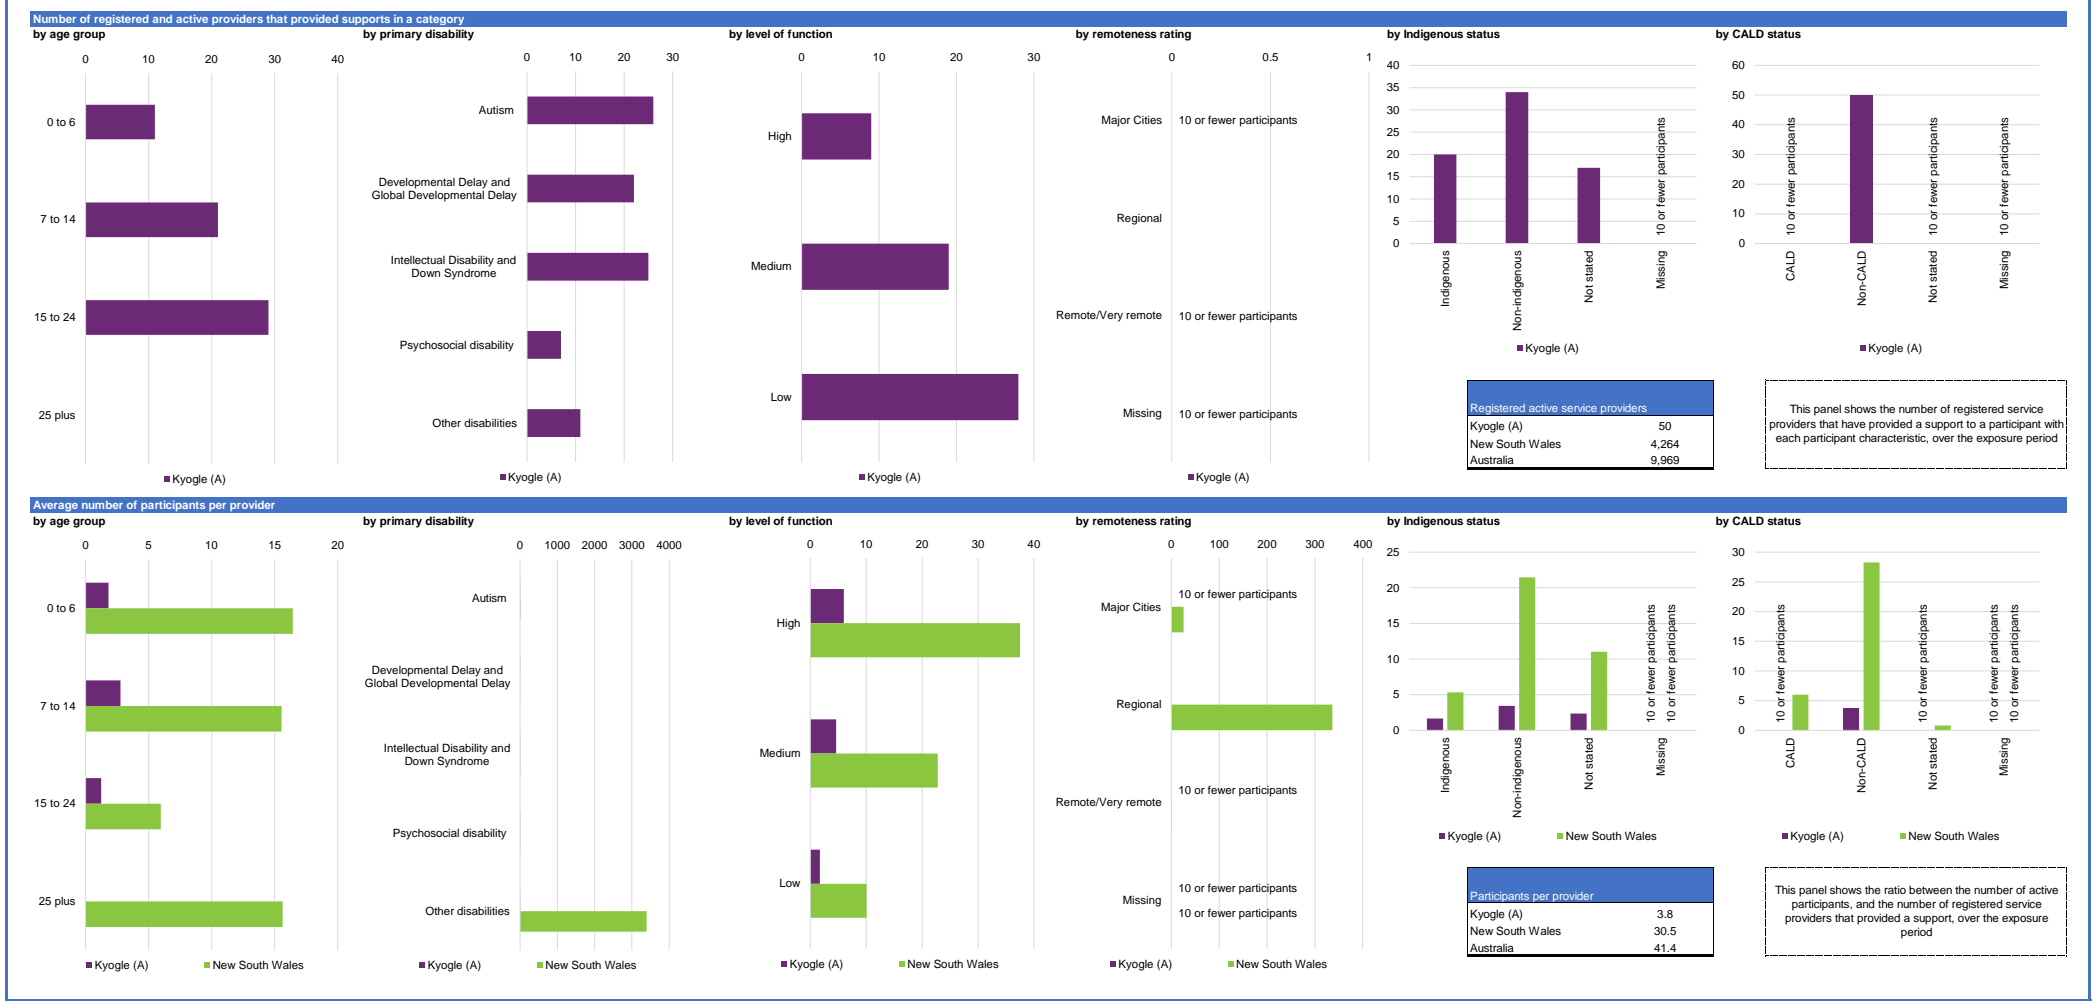 Number of registered and active providers that provided supports in a category
by age group
0 10 20 30 40
0 to 6
7 to 14
15 to 24
25 plus
Kyogle (A)
by primary disability
0 10 20 30
Autism
Developmental Delay and
Global Developmental Delay
Intellectual Disability and
Down Syndrome
Psychosocial disability
Other disabilities
Kyogle (A)
by level of function
0 10 20 30
High
Medium
Low
Kyogle (A)
by remoteness rating
0 0.5 1
Major Cities 10 or fewer participants
Regional
Remote/Very remote 10 or fewer participants
Missing 10 or fewer participants
Kyogle (A)
by Indigenous status
40
35
30
25
20
15
10
5
0
10 or fewer participants
Indigenous
Non-indigenous
Not stated
Missing
Kyogle (A)
by CALD status
60
50
40
30
20
10
0
10 or fewer participants
10 or fewer participants
10 or fewer participants
CALD
Non-CALD
Not stated
Missing
Kyogle (A)
Registered active service providers
Kyogle (A) 50
New South Wales 4,264
Australia 9,969
This panel shows the number of registered service
providers that have provided a support to a participant with
each participant characteristic, over the exposure period
Average number of participants per provider
by age group
0 5 10 15 20
0 to 6
7 to 14
15 to 24
25 plus
Kyogle (A) New South Wales
by primary disability
0 1000 2000 3000 4000
Autism
Developmental Delay and
Global Developmental Delay
Intellectual Disability and
Down Syndrome
Psychosocial disability
Other disabilities
Kyogle (A) New South Wales
by level of function
0 10 20 30 40
High
Medium
Low
Kyogle (A) New South Wales
by remoteness rating
0 100 200 300 400
10 or fewer participants
Major Cities
Regional
10 or fewer participants
Remote/Very remote
10 or fewer participants
Missing
10 or fewer participants
Kyogle (A) New South Wales
by Indigenous status
25
20
15
10
5
0
10 or fewer participants
10 or fewer participants
Indigenous
Non-indigenous
Not stated
Missing
Kyogle (A) New South Wales
by CALD status
30
25
20
15
10
5
0
10 or fewer participants
10 or fewer participants
10 or fewer participants
10 or fewer participants
CALD
Non-CALD
Not stated
Missing
Kyogle (A) New South Wales
Participants per provider
Kyogle (A) 3.8
New South Wales 30.5
Australia 41.4
This panel shows the ratio between the number of active
participants, and the number of registered service
providers that provided a support, over the exposure
period